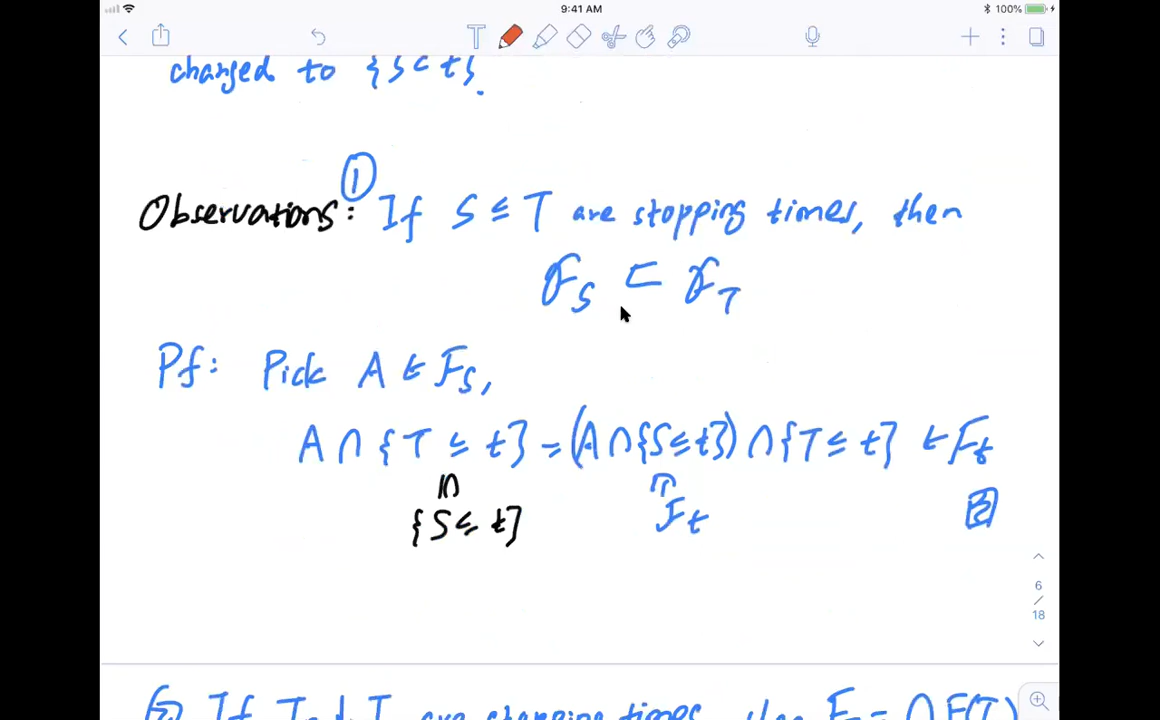 9:41 AM
100%
changed to {S < t}.
Observations: ① If S ≤ T are stopping times, then
𝓕_S ⊂ 𝓕_T
Pf: Pick A ∈ 𝓕_S,
A ∩ {T ≤ t} = (A ∩ {S ≤ t}) ∩ {T ≤ t} ∈ 𝓕_t
{S ≤ t}
𝓕_t
6
/
18
② If T_n ↓ T are stopping times, then 𝓕_T = ∩ 𝓕(T